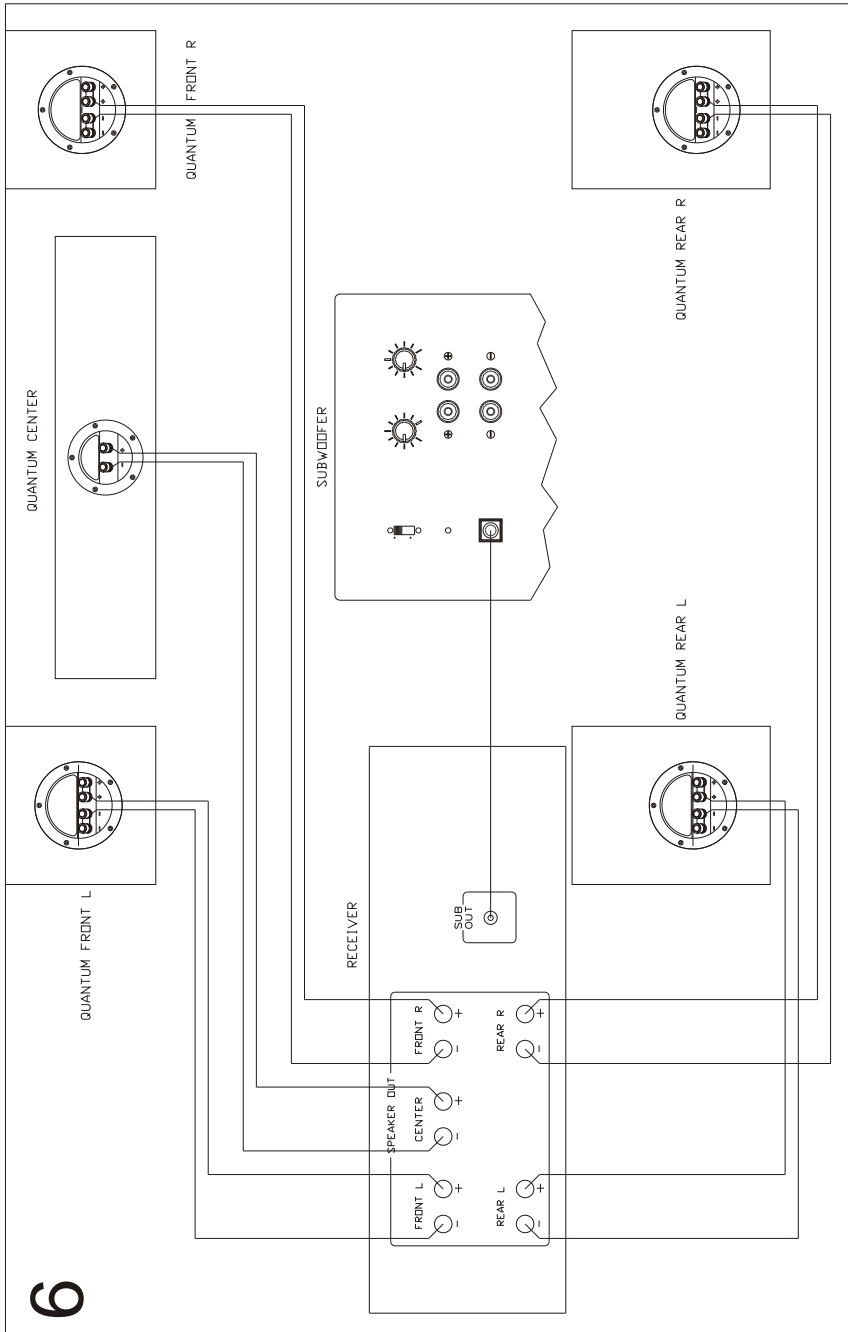 6
QUANTUM FRONT L
QUANTUM CENTER
QUANTUM FRONT R
RECEIVER
SPEAKER OUT
FRONT L
- +
CENTER
- +
FRONT R
- +
REAR L
- +
REAR R
- +
SUB
OUT
SUBWOOFER
+ +
- -
QUANTUM REAR L
QUANTUM REAR R
- - + +
- +
- - + +
- - + +
- - + +